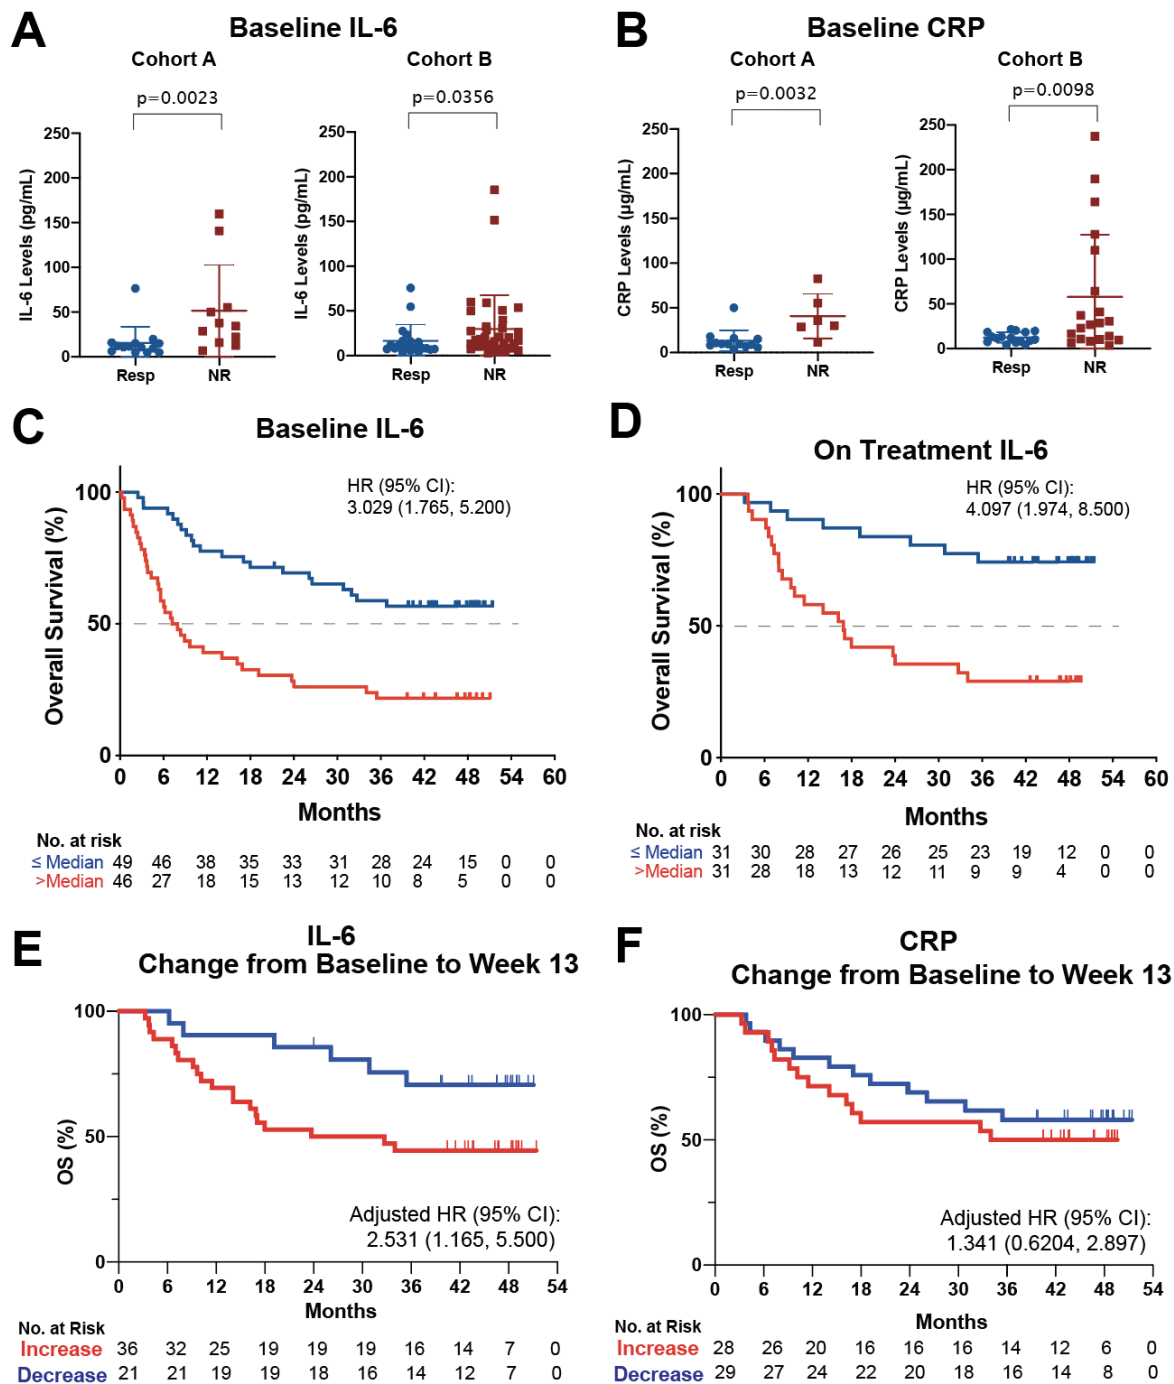 A
Baseline IL-6
Cohort A
Cohort B
p=0.0023
p=0.0356
IL-6 Levels (pg/mL)
250
200
150
100
50
0
Resp
NR
IL-6 Levels (pg/mL)
250
200
150
100
50
0
Resp
NR
B
Baseline CRP
Cohort A
Cohort B
p=0.0032
p=0.0098
CRP Levels (µg/mL)
250
200
150
100
50
0
Resp
NR
CRP Levels (µg/mL)
250
200
150
100
50
0
Resp
NR
C
Baseline IL-6
HR (95% CI):
3.029 (1.765, 5.200)
Overall Survival (%)
100
50
0
0 6 12 18 24 30 36 42 48 54 60
Months
No. at risk
≤ Median 49 46 38 35 33 31 28 24 15 0 0
>Median 46 27 18 15 13 12 10 8 5 0 0
D
On Treatment IL-6
HR (95% CI):
4.097 (1.974, 8.500)
Overall Survival (%)
100
50
0
0 6 12 18 24 30 36 42 48 54 60
Months
No. at risk
≤ Median 31 30 28 27 26 25 23 19 12 0 0
>Median 31 28 18 13 12 11 9 9 4 0 0
E
IL-6
Change from Baseline to Week 13
OS (%)
100
50
0
Adjusted HR (95% CI):
2.531 (1.165, 5.500)
0 6 12 18 24 30 36 42 48 54
Months
No. at Risk
Increase 36 32 25 19 19 19 16 14 7 0
Decrease 21 21 19 19 18 16 14 12 7 0
F
CRP
Change from Baseline to Week 13
OS (%)
100
50
0
Adjusted HR (95% CI):
1.341 (0.6204, 2.897)
0 6 12 18 24 30 36 42 48 54
Months
No. at Risk
Increase 28 26 20 16 16 16 14 12 6 0
Decrease 29 27 24 22 20 18 16 14 8 0